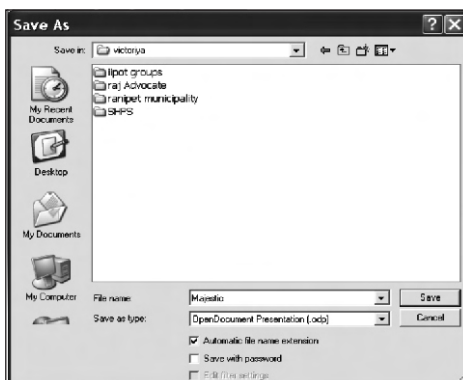 Save As
Save in:
victoriya
lipot groups
raj Advocate
ranipet municipality
SHPS
My Recent
Documents
Desktop
My Documents
My Computer
File name:
Majestic
Save
Save as type:
OpenDocument Presentation (.odp)
Cancel
Automatic file name extension
Save with password
Edit filter settings